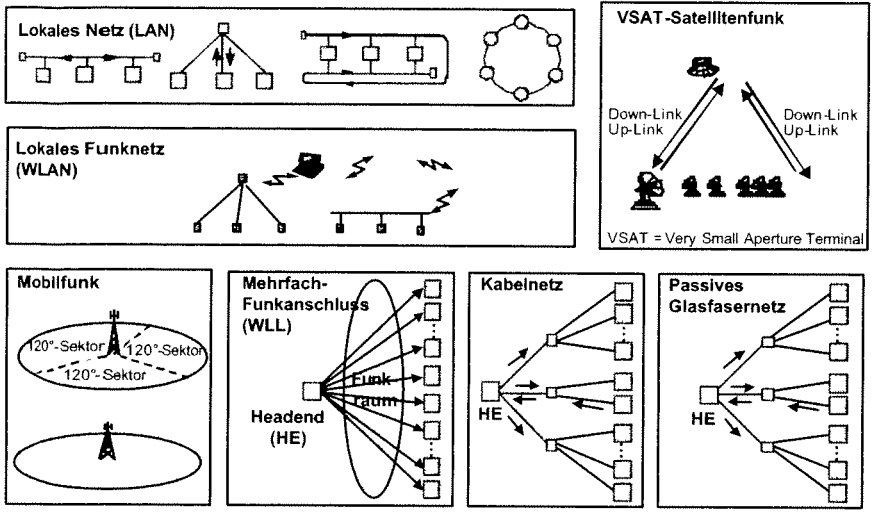 Lokales Netz (LAN)
VSAT-Satellitenfunk
Down-Link
Up-Link
Down-Link
Up-Link
VSAT = Very Small Aperture Terminal
Lokales Funknetz
(WLAN)
Mobilfunk
120°-Sektor
120°-Sektor
120°- Sektor
Mehrfach-
Funkanschluss
(WLL)
Funk
raum
Headend
(HE)
Kabelnetz
HE
Passives
Glasfasernetz
HE